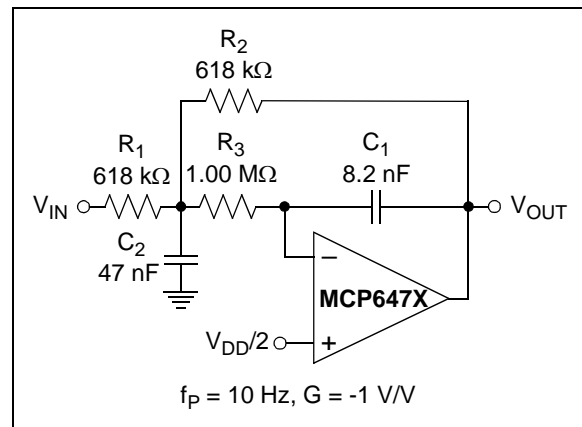 R2
618 kΩ
R1
618 kΩ
R3
1.00 MΩ
C1
8.2 nF
VIN
VOUT
C2
47 nF
–
MCP647X
VDD/2
+
fP = 10 Hz, G = -1 V/V